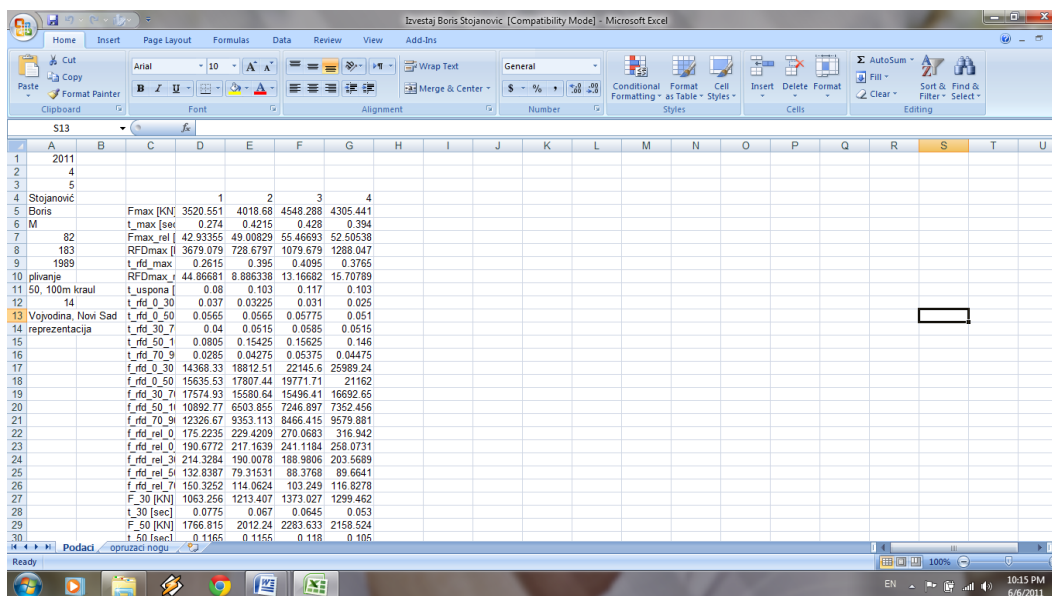 Izvestaj Boris Stojanovic [Compatibility Mode] - Microsoft Excel
Home Insert Page Layout Formulas Data Review View Add-Ins
Paste
Cut
Copy
Format Painter
Clipboard
Arial 10
Font
Wrap Text
Merge & Center
Alignment
General
Number
Conditional Formatting
Format as Table
Cell Styles
Styles
Insert Delete Format
Cells
AutoSum
Fill
Clear
Sort & Filter
Find & Select
Editing
S13 fx
A B C D E F G H I J K L M N O P Q R S T U
1 2011
2 4
3 5
4 Stojanović 1 2 3 4
5 Boris Fmax [KN] 3520.551 4018.68 4548.288 4305.441
6 M t_max [sec 0.274 0.4215 0.428 0.394
7 82 Fmax_rel [ 42.93355 49.00829 55.46693 52.50538
8 183 RFDmax [ 3679.079 728.6797 1079.679 1288.047
9 1989 t_rfd_max 0.2615 0.395 0.4095 0.3765
10 plivanje RFDmax_r 44.86681 8.886338 13.16682 15.70789
11 50, 100m kraul t_uspona [ 0.08 0.103 0.117 0.103
12 14 t_rfd_0_30 0.037 0.03225 0.031 0.025
13 Vojvodina, Novi Sad t_rfd_0_50 0.0565 0.0565 0.05775 0.051
14 reprezentacija t_rfd_30_7 0.04 0.0515 0.0585 0.0515
15 t_rfd_50_1 0.0805 0.15425 0.15625 0.146
16 t_rfd_70_9 0.0285 0.04275 0.05375 0.04475
17 f_rfd_0_30 14368.33 18812.51 22145.6 25989.24
18 f_rfd_0_50 15635.53 17807.44 19771.71 21162
19 f_rfd_30_7 17574.93 15580.64 15496.41 16692.65
20 f_rfd_50_1 10892.77 6503.855 7246.897 7352.456
21 f_rfd_70_9 12326.67 9353.113 8466.415 9579.881
22 f_rfd_rel_0 175.2235 229.4209 270.0683 316.942
23 f_rfd_rel_0 190.6772 217.1639 241.1184 258.0731
24 f_rfd_rel_3 214.3284 190.0078 188.9806 203.5689
25 f_rfd_rel_5 132.8387 79.31531 88.3768 89.6641
26 f_rfd_rel_7 150.3252 114.0624 103.249 116.8278
27 F_30 [KN] 1063.256 1213.407 1373.027 1299.462
28 t_30 [sec] 0.0775 0.067 0.0645 0.053
29 F_50 [KN] 1766.815 2012.24 2283.633 2158.524
30 t_50 [sec] 0.1165 0.1155 0.118 0.105
Podaci opruzaci nogu
Ready 100%
EN 10:15 PM
6/6/2011